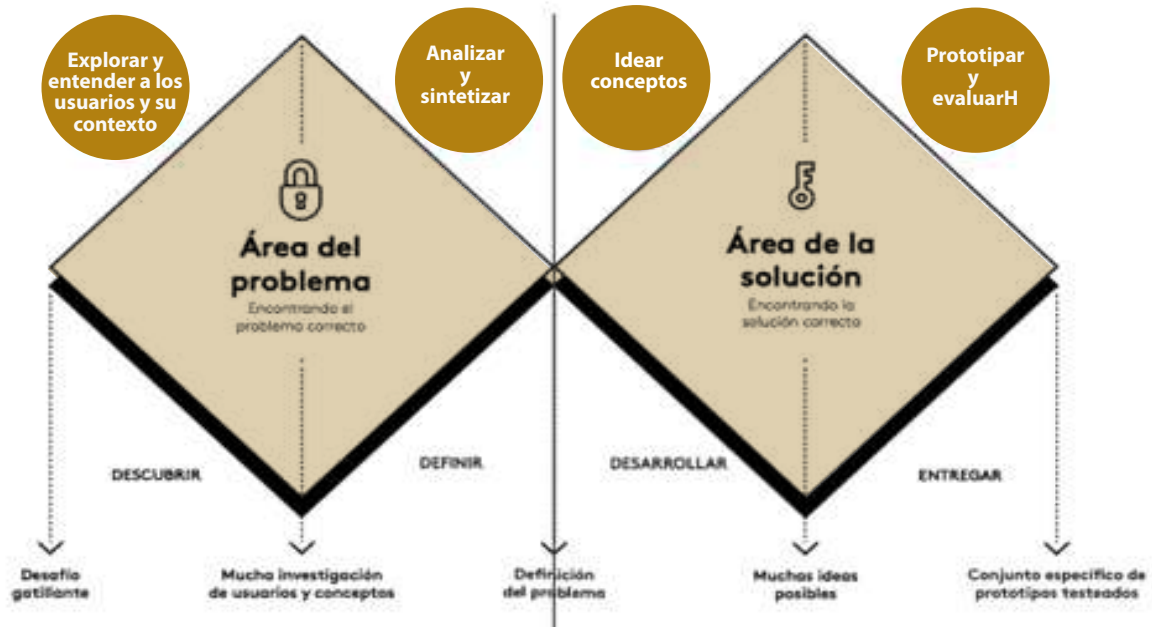 Explorar y
entender a los
usuarios y su
contexto
Analizar
y
sintetizar
Idear
conceptos
Prototipar
y
evaluarH
Área del
problema
Encontrando el
problema correcto
Área de la
solución
Encontrando la
solución correcta
DESCUBRIR
DEFINIR
DESARROLLAR
ENTREGAR
Desafío
gatillante
Mucha investigación
de usuarios y conceptos
Definición
del problema
Muchas ideas
posibles
Conjunto específico de
prototipos testeados